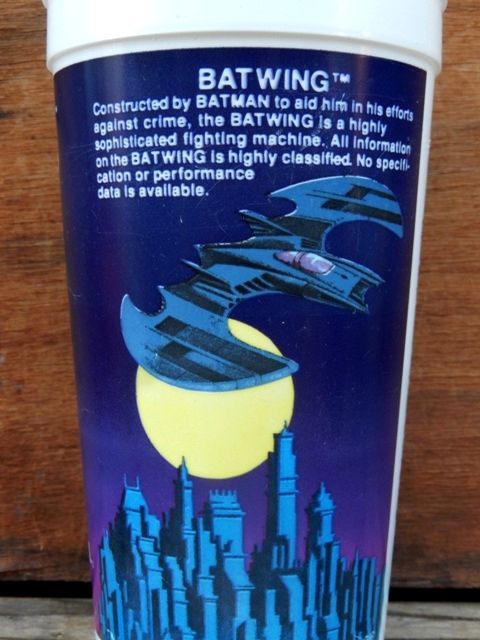 BATWING™
Constructed by BATMAN to aid him in his efforts
against crime, the BATWING is a highly
sophisticated fighting machine. All information
on the BATWING is highly classified. No specifi-
cation or performance
data is available.